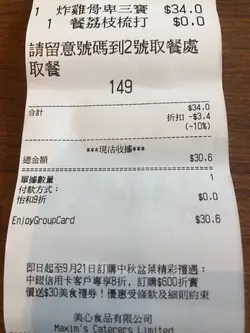 1 炸雞骨卑三寶 $34.0
1 餐荔枝梳打 $0.0
請留意號碼到2號取餐處
取餐
149
合計 $34.0
折扣 -$3.4
(-10%)
***現沽收據***
總金額 $30.6
單據數量 1
付款方式：
怡和9折 $0.0
EnjoyGroupCard $30.6
即日起至9月21日訂購中秋盆菜精彩禮遇：
中銀信用卡客戶專享8折，訂購$600折實
價送$30美食禮券！優惠受條款及細則約束
美心食品有限公司
Maxim's Caterers Limited